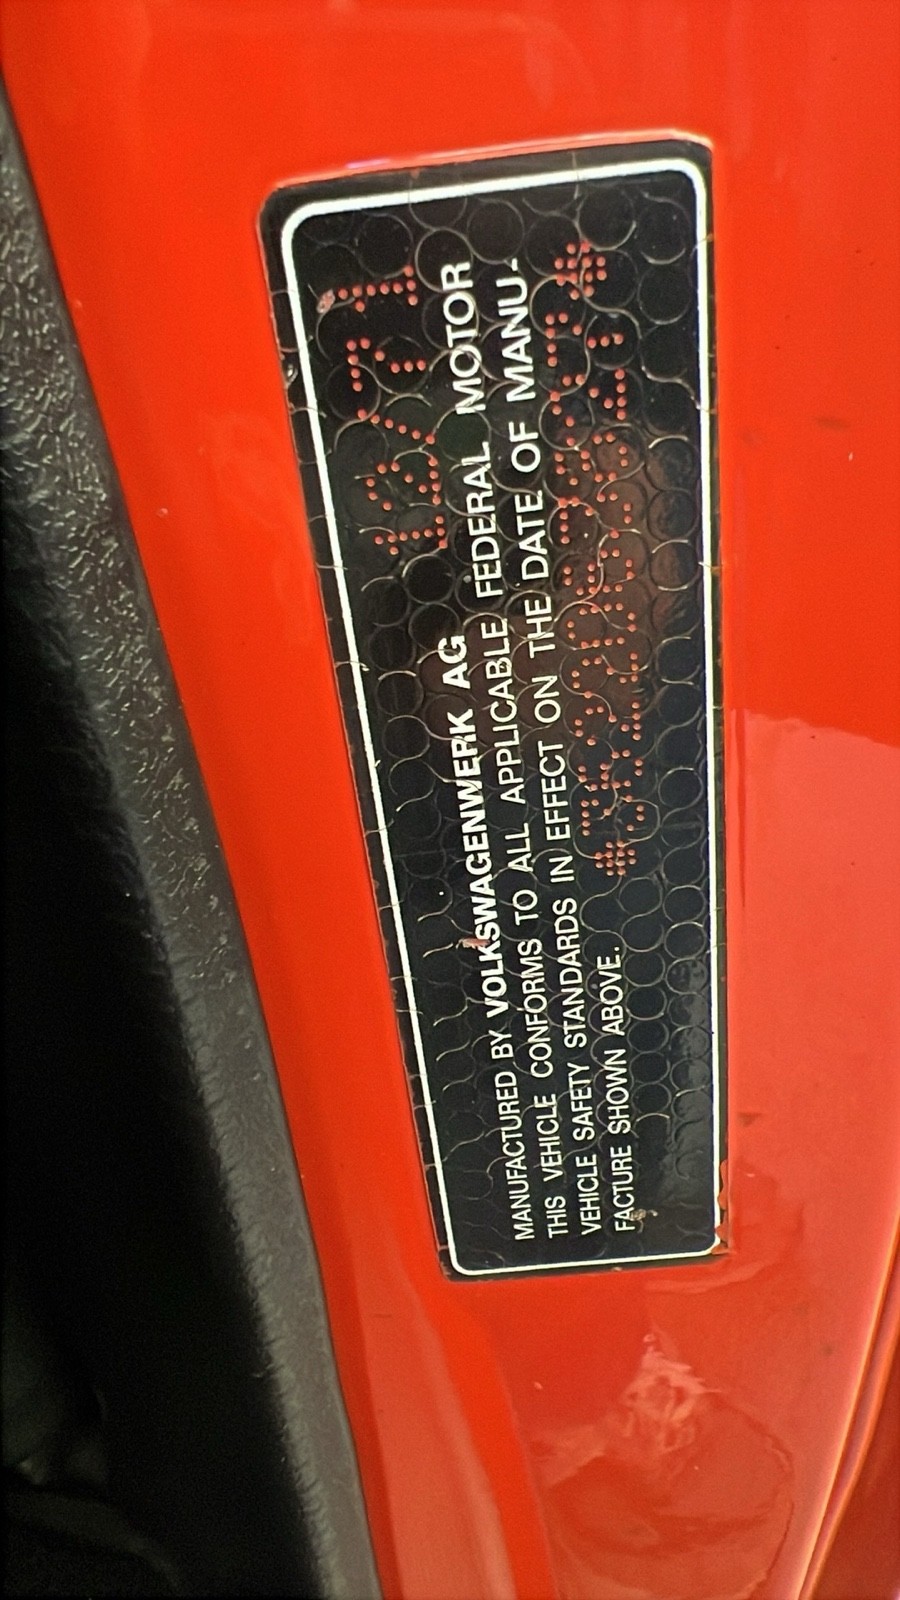 MANUFACTURED BY VOLKSWAGENWERK AG
THIS VEHICLE CONFORMS TO ALL APPLICABLE FEDERAL MOTOR
VEHICLE SAFETY STANDARDS IN EFFECT ON THE DATE OF MANU-
FACTURE SHOWN ABOVE.